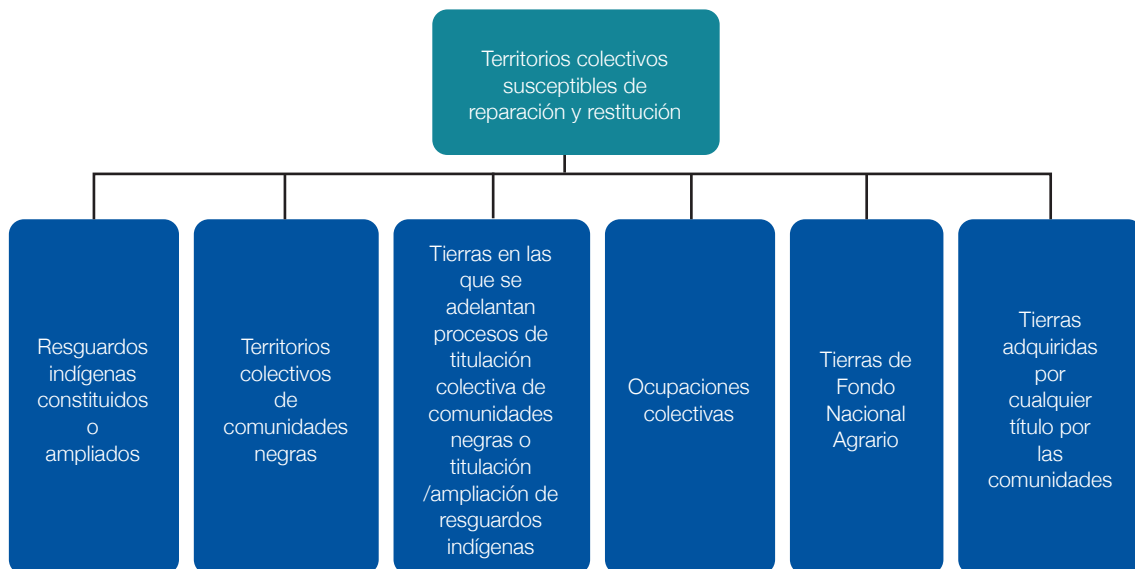 Territorios colectivos
susceptibles de
reparación y restitución
Resguardos
indígenas
constituidos
o
ampliados
Territorios
colectivos
de
comunidades
negras
Tierras en las
que se
adelantan
procesos de
titulación
colectiva de
comunidades
negras o
titulación
/ampliación de
resguardos
indígenas
Ocupaciones
colectivas
Tierras de
Fondo
Nacional
Agrario
Tierras
adquiridas
por
cualquier
título por
las
comunidades